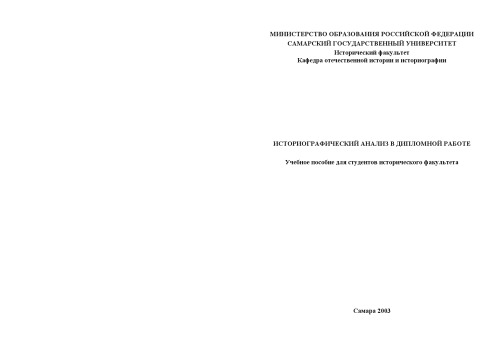 МИНИСТЕРСТВО ОБРАЗОВАНИЯ РОССИЙСКОЙ ФЕДЕРАЦИИ
САМАРСКИЙ ГОСУДАРСТВЕННЫЙ УНИВЕРСИТЕТ
Исторический факультет
Кафедра отечественной истории и историографии
ИСТОРИОГРАФИЧЕСКИЙ АНАЛИЗ В ДИПЛОМНОЙ РАБОТЕ
Учебное пособие для студентов исторического факультета
Самара 2003